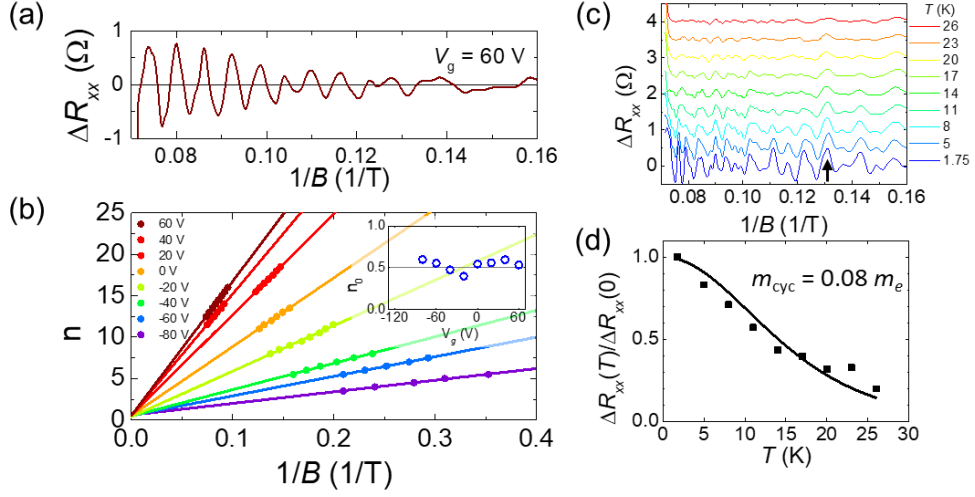 (a)
ΔRxx (Ω)
1
0
-1
Vg = 60 V
0.08 0.10 0.12 0.14 0.16
1/B (1/T)
(b)
n
25
20
15
10
5
0
60 V
40 V
20 V
0 V
-20 V
-40 V
-60 V
-80 V
n0
1.0
0.5
0.0
-120 -60 0 60
Vg (V)
0.0 0.1 0.2 0.3 0.4
1/B (1/T)
(c)
ΔRxx (Ω)
4
3
2
1
0
T (K)
26
23
20
17
14
11
8
5
1.75
0.08 0.10 0.12 0.14 0.16
1/B (1/T)
(d)
ΔRxx(T)/ΔRxx(0)
1.0
0.5
0.0
mcyc = 0.08 me
0 5 10 15 20 25 30
T (K)